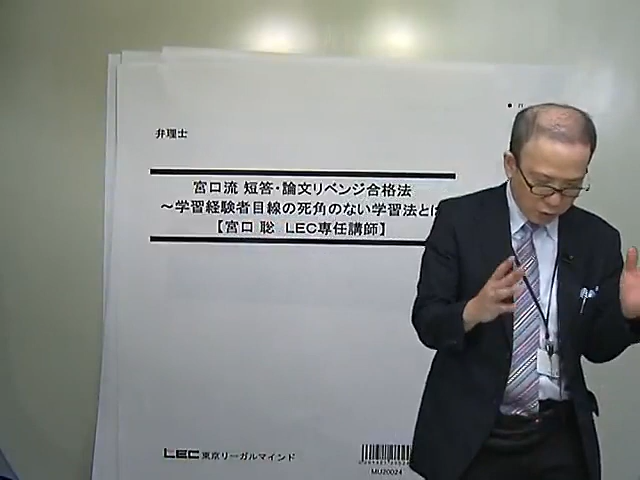 弁理士
宮口流 短答・論文リベンジ合格法
～学習経験者目線の死角のない学習法と
【宮口 聡 LEC専任講師】
LEC東京リーガルマインド
MU20024